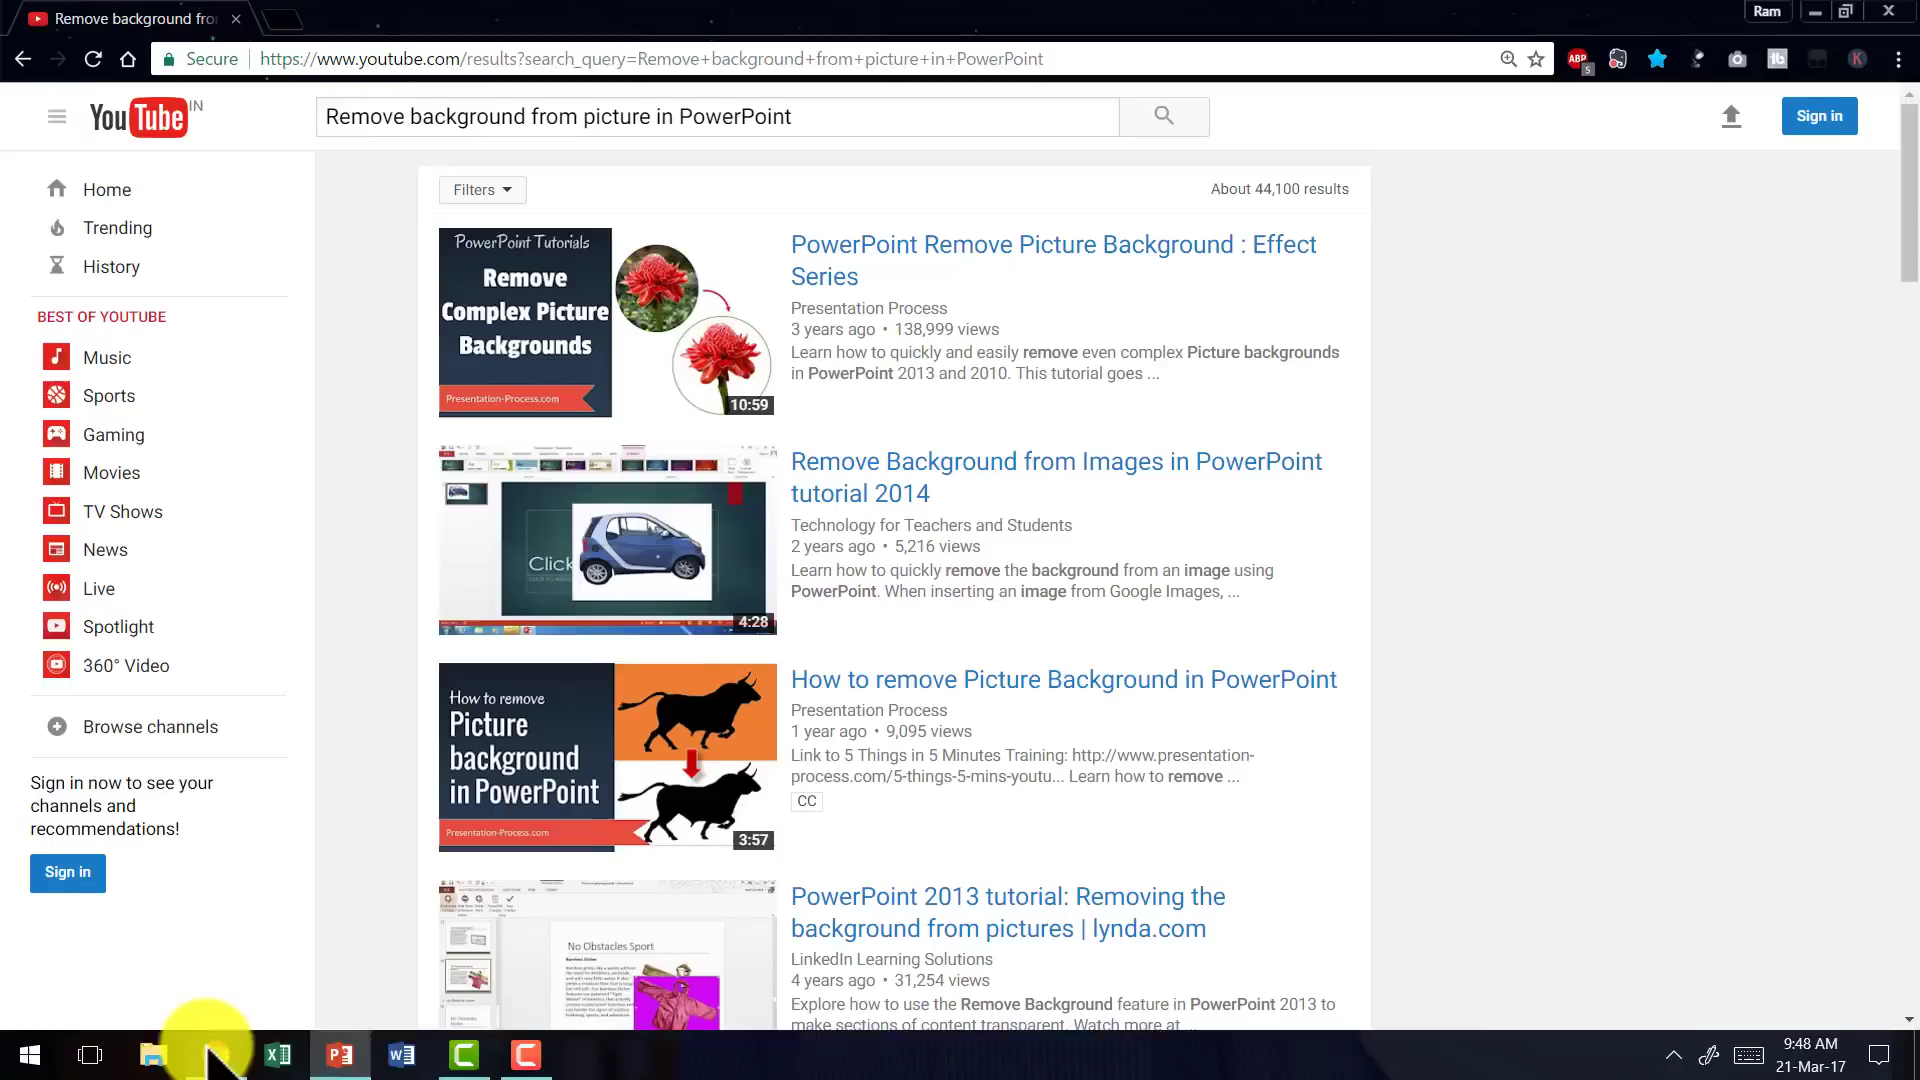 Remove background fro
Ram
Secure
https://www.youtube.com/results?search_query=Remove+background+from+picture+in+PowerPoint
ABP
5
K
YouTube IN
Remove background from picture in PowerPoint
Sign in
Home
Trending
History
BEST OF YOUTUBE
Music
Sports
Gaming
Movies
TV Shows
News
Live
Spotlight
360° Video
Browse channels
Sign in now to see your
channels and
recommendations!
Sign in
Filters
About 44,100 results
PowerPoint Tutorials
Remove
Complex Picture
Backgrounds
Presentation-Process.com
10:59
PowerPoint Remove Picture Background : Effect
Series
Presentation Process
3 years ago • 138,999 views
Learn how to quickly and easily remove even complex Picture backgrounds
in PowerPoint 2013 and 2010. This tutorial goes ...
Click
4:28
Remove Background from Images in PowerPoint
tutorial 2014
Technology for Teachers and Students
2 years ago • 5,216 views
Learn how to quickly remove the background from an image using
PowerPoint. When inserting an image from Google Images, ...
How to remove
Picture
background
in PowerPoint
Presentation-Process.com
3:57
How to remove Picture Background in PowerPoint
Presentation Process
1 year ago • 9,095 views
Link to 5 Things in 5 Minutes Training: http://www.presentation-
process.com/5-things-5-mins-youtu... Learn how to remove ...
CC
No Obstacles Sport
PowerPoint 2013 tutorial: Removing the
background from pictures | lynda.com
LinkedIn Learning Solutions
4 years ago • 31,254 views
Explore how to use the Remove Background feature in PowerPoint 2013 to
make sections of content transparent. Watch more at ...
9:48 AM
21-Mar-17